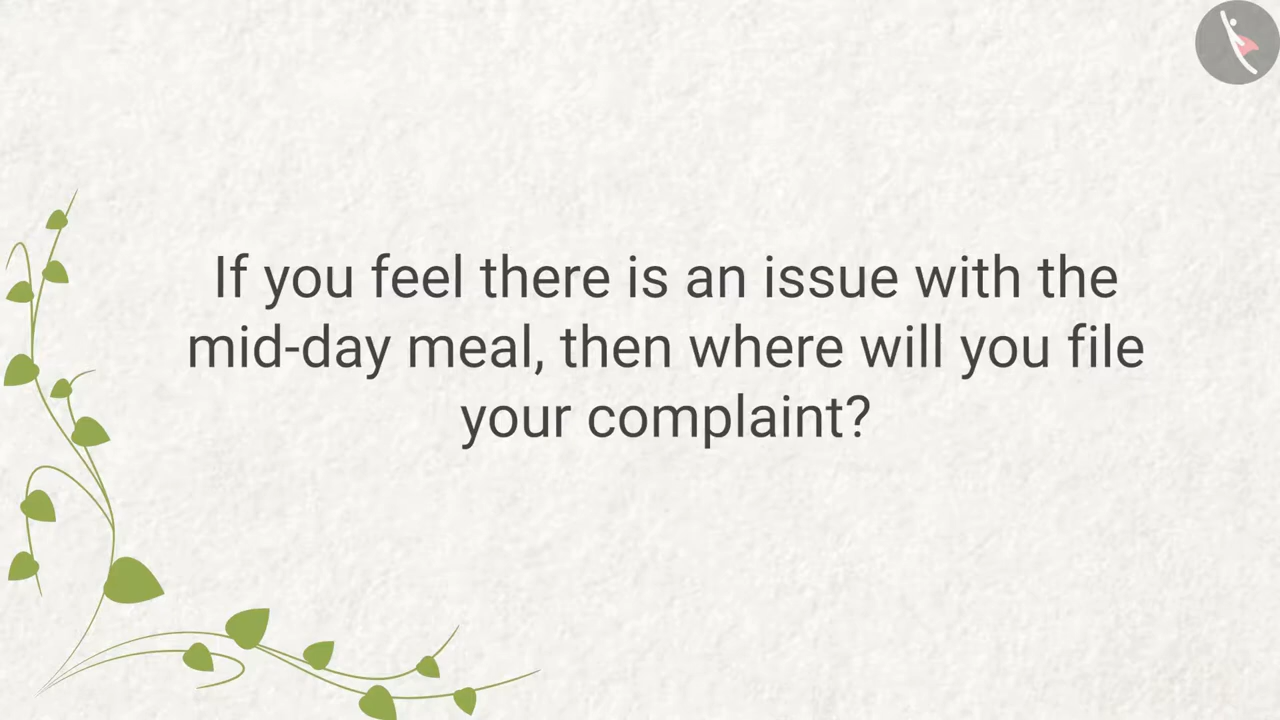 If you feel there is an issue with the
mid-day meal, then where will you file
your complaint?